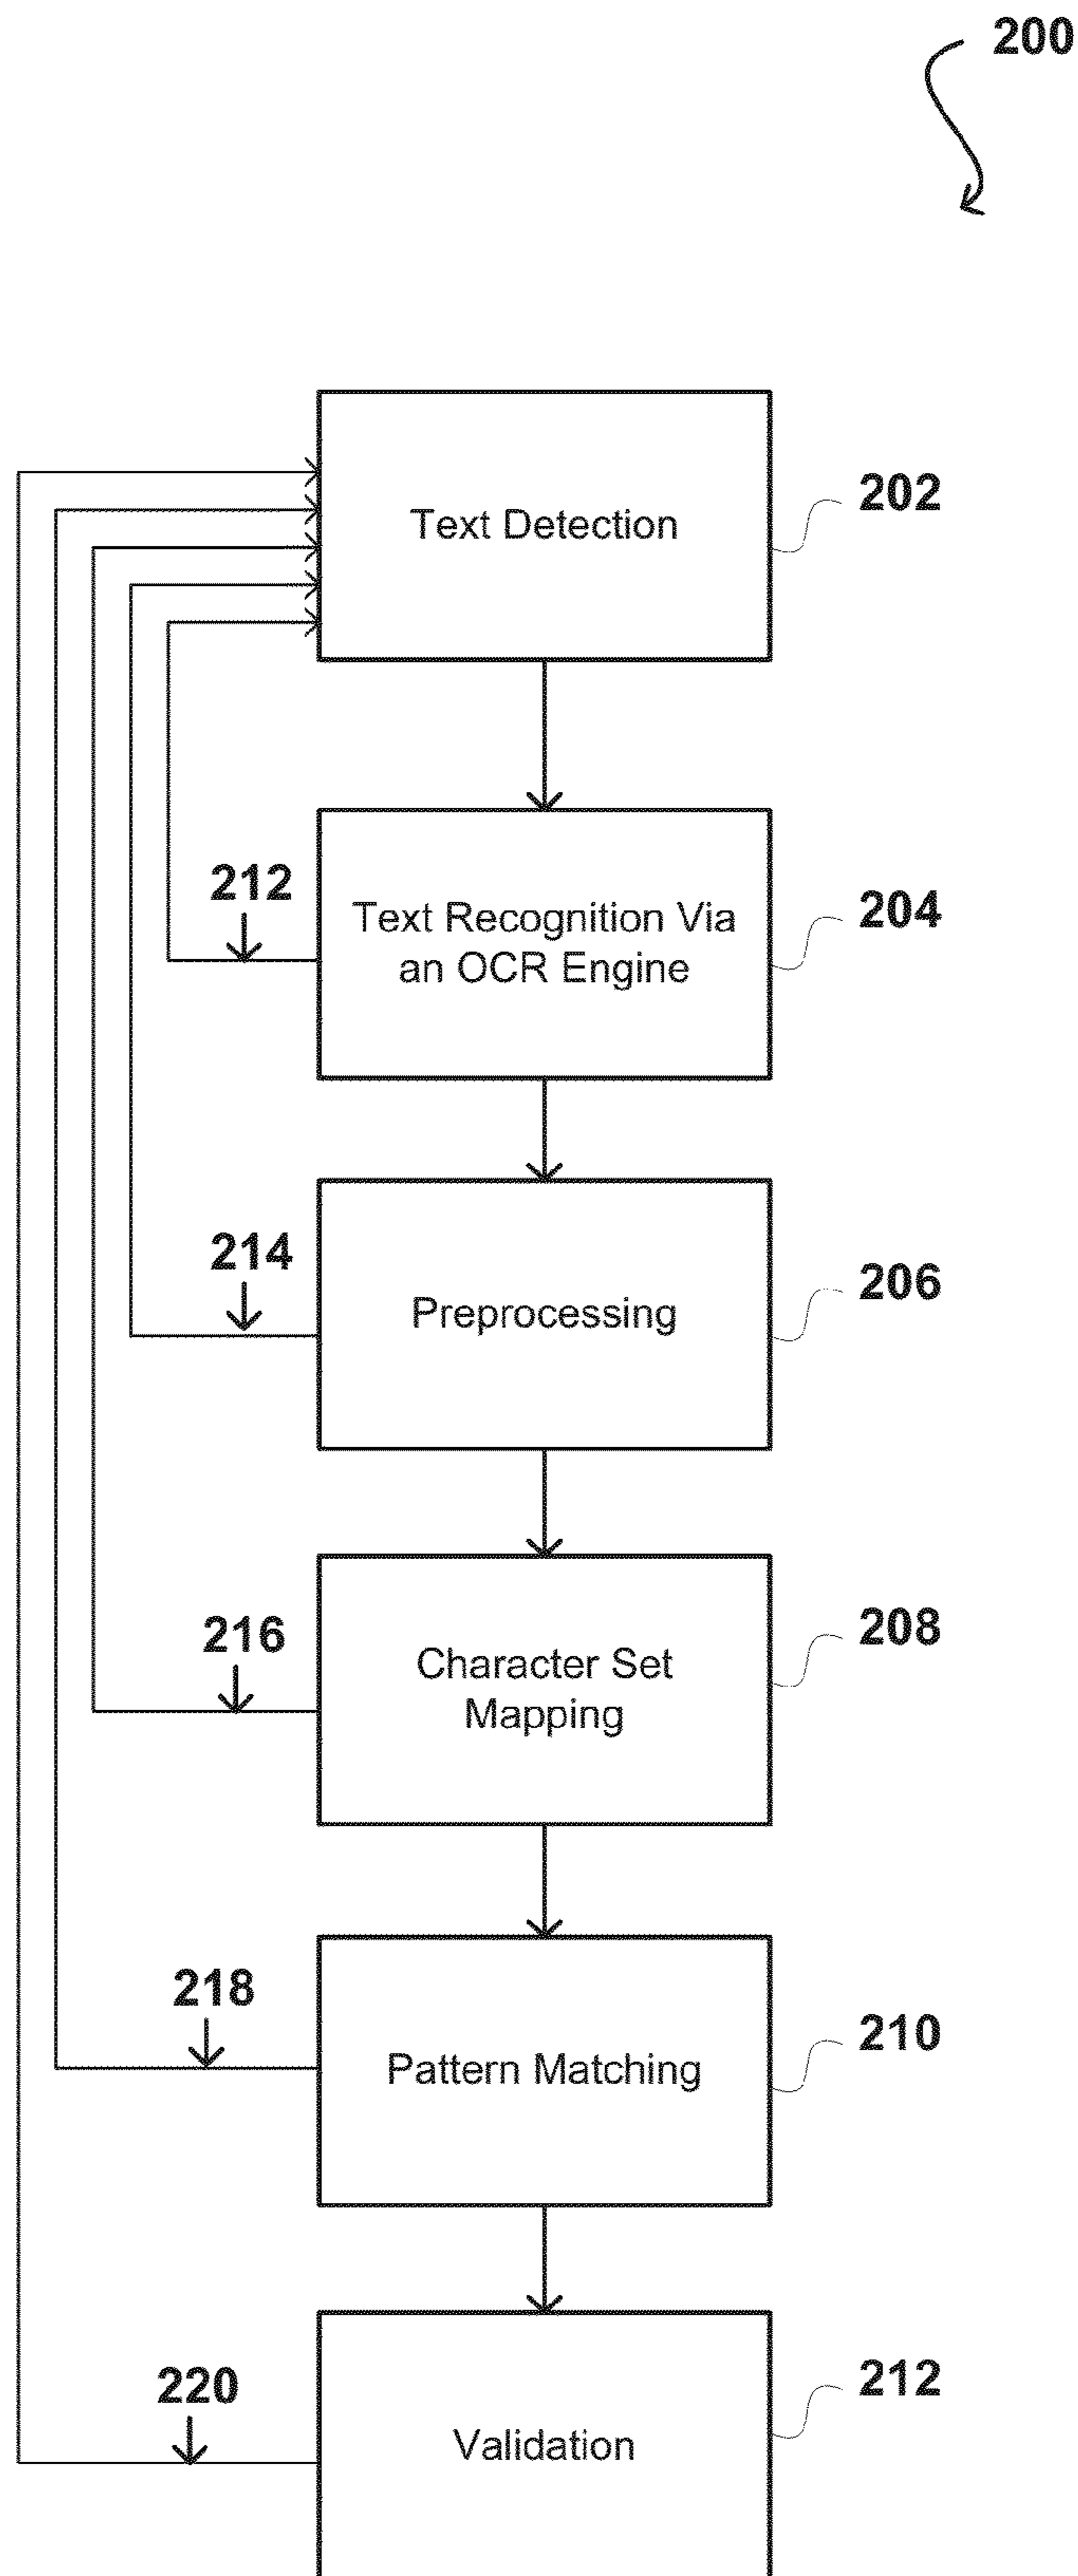 200
Text Detection
202
212
Text Recognition Via
an OCR Engine
204
214
Preprocessing
206
216
Character Set
Mapping
208
218
Pattern Matching
210
220
Validation
212